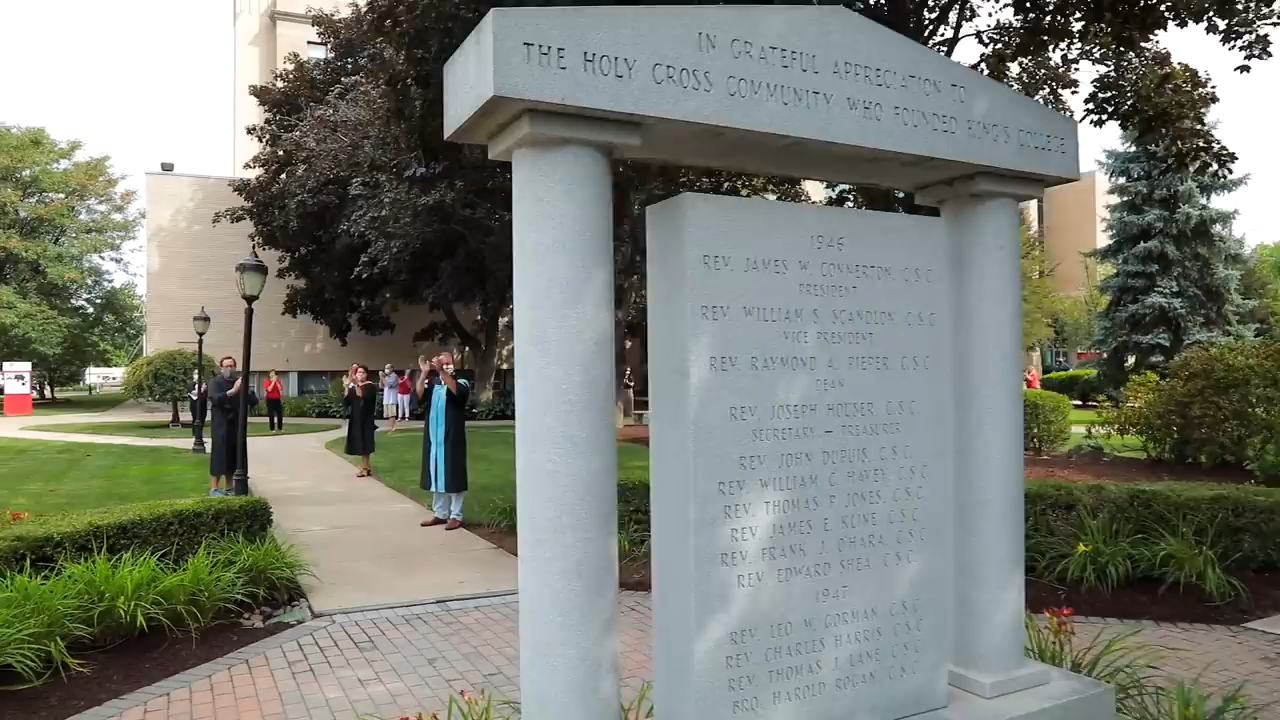 IN GRATEFUL APPRECIATION TO
THE HOLY CROSS COMMUNITY WHO FOUNDED KING'S COLLEGE
1946
REV. JAMES W. CONNERTON, C.S.C.
PRESIDENT
REV. WILLIAM S. SCANDLON, C.S.C.
VICE PRESIDENT
REV. RAYMOND A. PIEPER, C.S.C.
DEAN
REV. JOSEPH HOUSER, C.S.C.
SECRETARY — TREASURER
REV. JOHN DUPUIS, C.S.C.
REV. WILLIAM C. HAVEY, C.S.C.
REV. THOMAS P. JONES, C.S.C.
REV. JAMES E. KLINE, C.S.C.
REV. FRANK J. O'HARA, C.S.C.
REV. EDWARD SHEA, C.S.C.
1947
REV. LEO W. GORMAN, C.S.C.
REV. CHARLES HARRIS, C.S.C.
REV. THOMAS J. LANE, C.S.C.
BRO. HAROLD ROGAN, C.S.C.